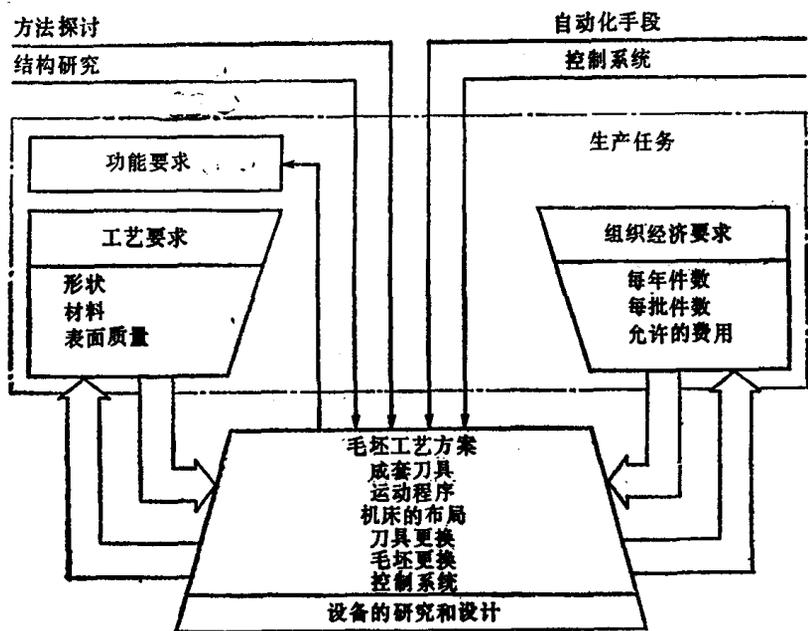 方法探讨
结构研究
自动化手段
控制系统
生产任务
功能要求
工艺要求
形状
材料
表面质量
组织经济要求
每年件数
每批件数
允许的费用
毛坯工艺方案
成套刀具
运动程序
机床的布局
刀具更换
毛坯更换
控制系统
设备的研究和设计